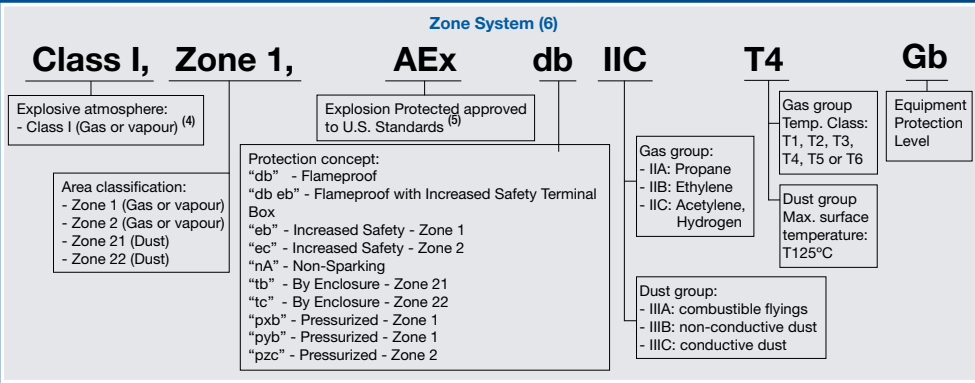 Zone System (6)
Class I, Zone 1, AEx db IIC T4 Gb
Explosive atmosphere:
- Class I (Gas or vapour) (4)
Area classification:
- Zone 1 (Gas or vapour)
- Zone 2 (Gas or vapour)
- Zone 21 (Dust)
- Zone 22 (Dust)
Explosion Protected approved
to U.S. Standards (5)
Protection concept:
“db” - Flameproof
“db eb” - Flameproof with Increased Safety Terminal
Box
“eb” - Increased Safety - Zone 1
“ec” - Increased Safety - Zone 2
“nA” - Non-Sparking
“tb” - By Enclosure - Zone 21
“tc” - By Enclosure - Zone 22
“pxb” - Pressurized - Zone 1
“pyb” - Pressurized - Zone 1
“pzc” - Pressurized - Zone 2
Gas group:
- IIA: Propane
- IIB: Ethylene
- IIC: Acetylene,
Hydrogen
Dust group:
- IIIA: combustible flyings
- IIIB: non-conductive dust
- IIIC: conductive dust
Gas group
Temp. Class:
T1, T2, T3,
T4, T5 or T6
Dust group
Max. surface
temperature:
T125ºC
Equipment
Protection
Level